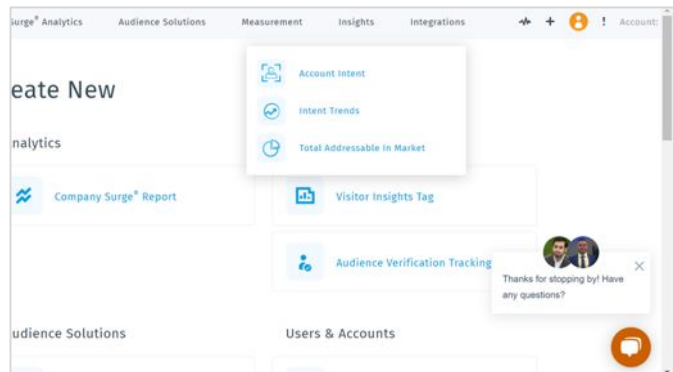 urge® Analytics Audience Solutions Measurement Insights Integrations + ! Account:
Account Intent
eate New
Intent Trends
nalytics
Total Addressable In Market
Company Surge® Report
Visitor Insights Tag
Audience Verification Tracking
Thanks for stopping by! Have
any questions?
udience Solutions
Users & Accounts